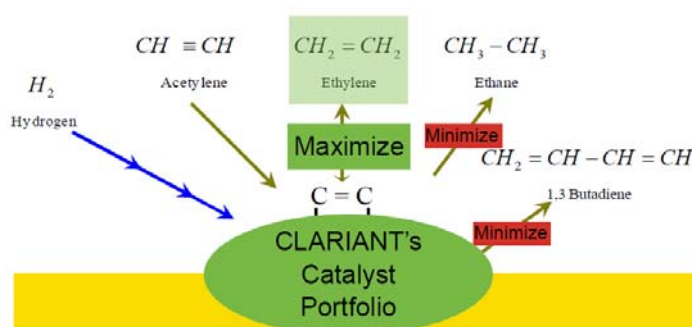 CH ≡ CH
Acetylene
CH₂ = CH₂
Ethylene
CH₃ − CH₃
Ethane
H₂
Hydrogen
Maximize
Minimize
CH₂ = CH − CH = CH
1,3 Butadiene
C = C
Minimize
CLARIANT's
Catalyst
Portfolio